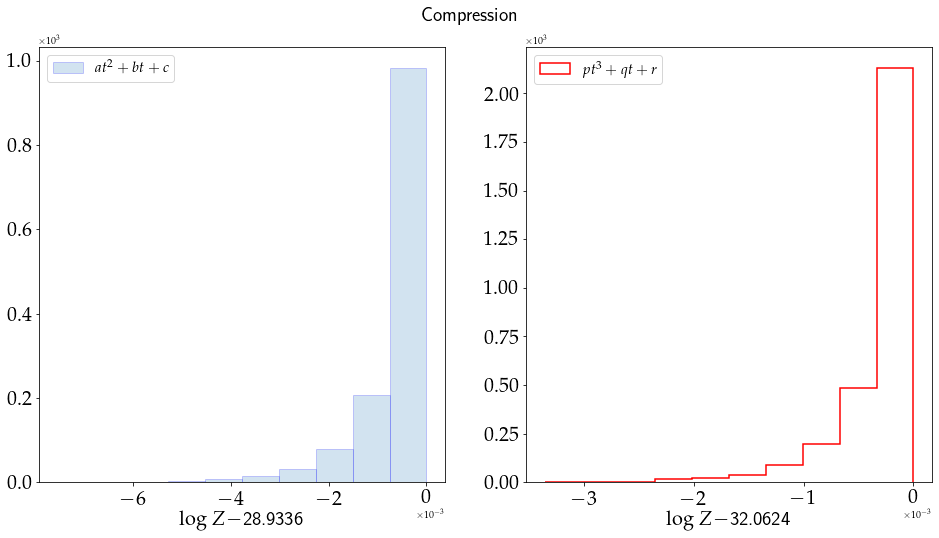 Compression
×10³
×10³
at² + bt + c
pt³ + qt + r
1.0
0.8
0.6
0.4
0.2
0.0
2.00
1.75
1.50
1.25
1.00
0.75
0.50
0.25
0.00
−6 −4 −2 0
×10⁻³
log Z−28.9336
−3 −2 −1 0
×10⁻³
log Z−32.0624